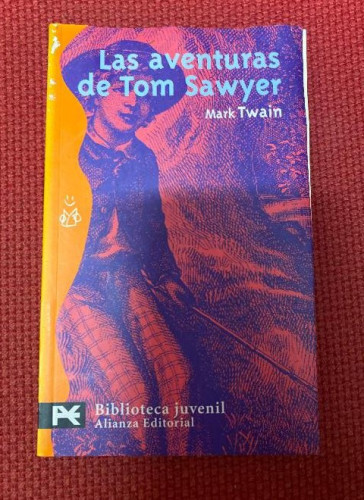 Las aventuras
de Tom Sawyer
Mark Twain
Biblioteca juvenil
Alianza Editorial